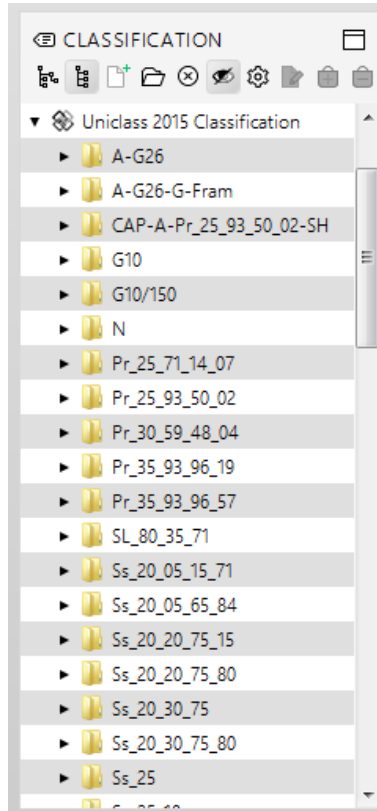 CLASSIFICATION
Uniclass 2015 Classification
A-G26
A-G26-G-Fram
CAP-A-Pr_25_93_50_02-SH
G10
G10/150
N
Pr_25_71_14_07
Pr_25_93_50_02
Pr_30_59_48_04
Pr_35_93_96_19
Pr_35_93_96_57
SL_80_35_71
Ss_20_05_15_71
Ss_20_05_65_84
Ss_20_20_75_15
Ss_20_20_75_80
Ss_20_30_75
Ss_20_30_75_80
Ss_25